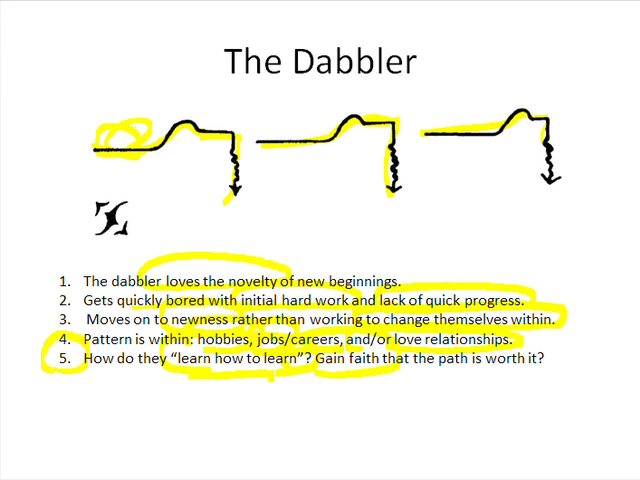 The Dabbler
1. The dabbler loves the novelty of new beginnings.
2. Gets quickly bored with initial hard work and lack of quick progress.
3. Moves on to newness rather than working to change themselves within.
4. Pattern is within: hobbies, jobs/careers, and/or love relationships.
5. How do they “learn how to learn”? Gain faith that the path is worth it?